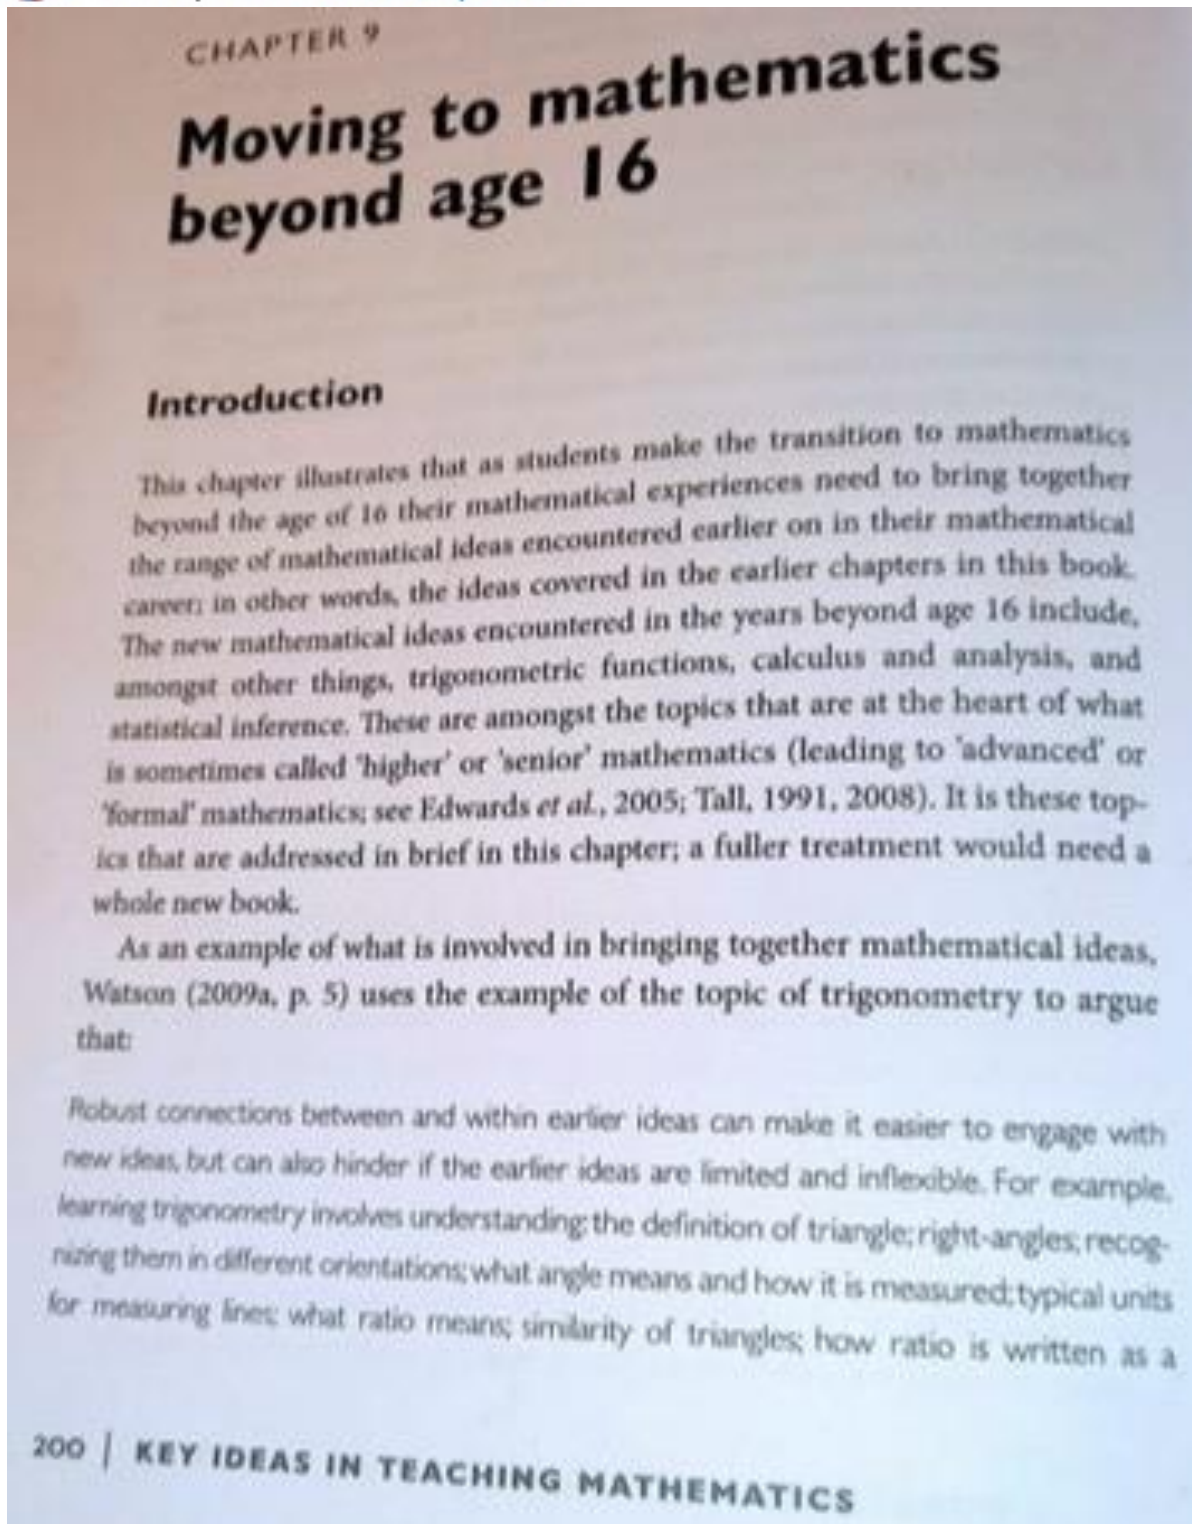 CHAPTER 9
Moving to mathematics
beyond age 16
Introduction
This chapter illustrates that as students make the transition to mathematics
beyond the age of 16 their mathematical experiences need to bring together
the range of mathematical ideas encountered earlier on in their mathematical
career; in other words, the ideas covered in the earlier chapters in this book.
The new mathematical ideas encountered in the years beyond age 16 include,
amongst other things, trigonometric functions, calculus and analysis, and
statistical inference. These are amongst the topics that are at the heart of what
is sometimes called 'higher' or 'senior' mathematics (leading to 'advanced' or
'formal' mathematics; see Edwards et al., 2005; Tall, 1991, 2008). It is these top-
ics that are addressed in brief in this chapter; a fuller treatment would need a
whole new book.
As an example of what is involved in bringing together mathematical ideas,
Watson (2009a, p. 5) uses the example of the topic of trigonometry to argue
that:
Robust connections between and within earlier ideas can make it easier to engage with
new ideas, but can also hinder if the earlier ideas are limited and inflexible. For example,
learning trigonometry involves understanding: the definition of triangle; right-angles; recog-
nizing them in different orientations; what angle means and how it is measured; typical units
for measuring lines; what ratio means; similarity of triangles; how ratio is written as a
200 | KEY IDEAS IN TEACHING MATHEMATICS